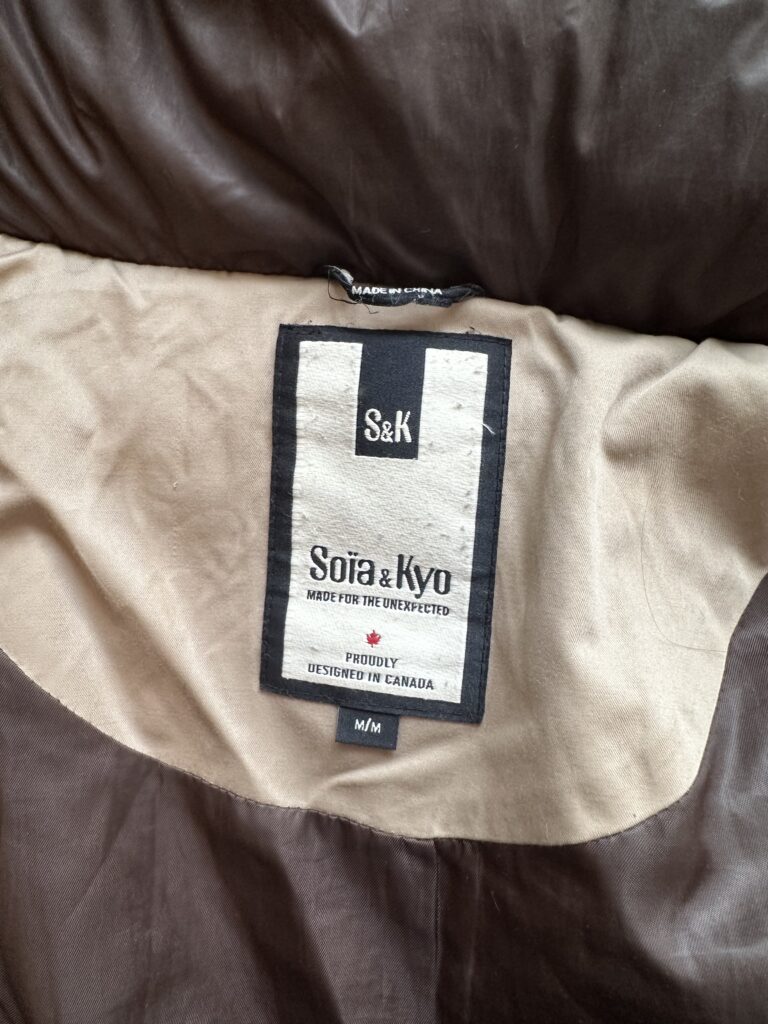 MADE IN CHINA
S&K
Soïa & Kyo
MADE FOR THE UNEXPECTED
PROUDLY
DESIGNED IN CANADA
M/M